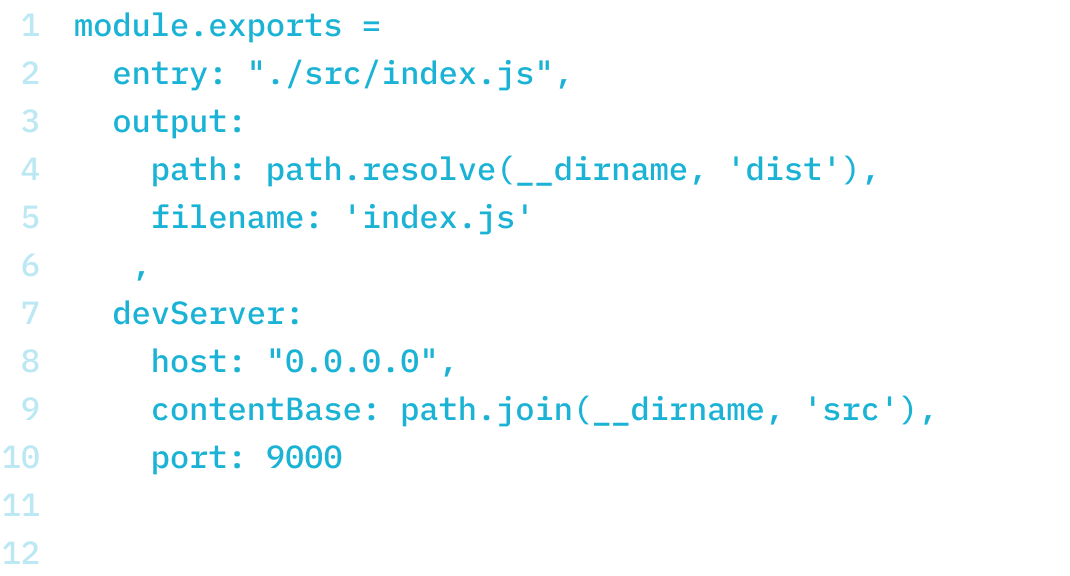 1 module.exports =
2   entry: "./src/index.js",
3   output:
4     path: path.resolve(__dirname, 'dist'),
5     filename: 'index.js'
6    ,
7   devServer:
8     host: "0.0.0.0",
9     contentBase: path.join(__dirname, 'src'),
10     port: 9000
11
12